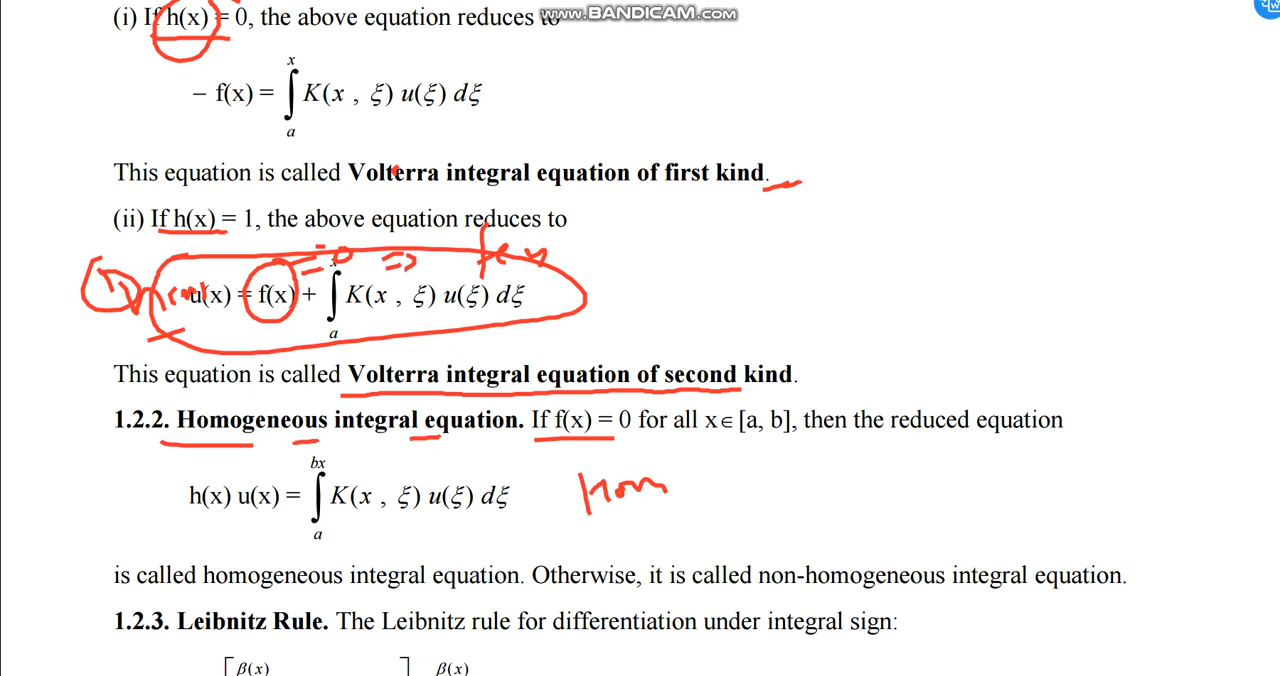 (i) If h(x) = 0, the above equation reduces to
www.BANDICAM.com
− f(x) = ∫ₐˣ K(x , ξ) u(ξ) dξ
This equation is called Volterra integral equation of first kind.
(ii) If h(x) = 1, the above equation reduces to
u(x) = f(x) + ∫ₐˣ K(x , ξ) u(ξ) dξ
This equation is called Volterra integral equation of second kind.
1.2.2. Homogeneous integral equation. If f(x) = 0 for all x∈ [a, b], then the reduced equation
h(x) u(x) = ∫ₐᵇˣ K(x , ξ) u(ξ) dξ
Hom
is called homogeneous integral equation. Otherwise, it is called non-homogeneous integral equation.
1.2.3. Leibnitz Rule. The Leibnitz rule for differentiation under integral sign:
[ β(x) ] β(x)